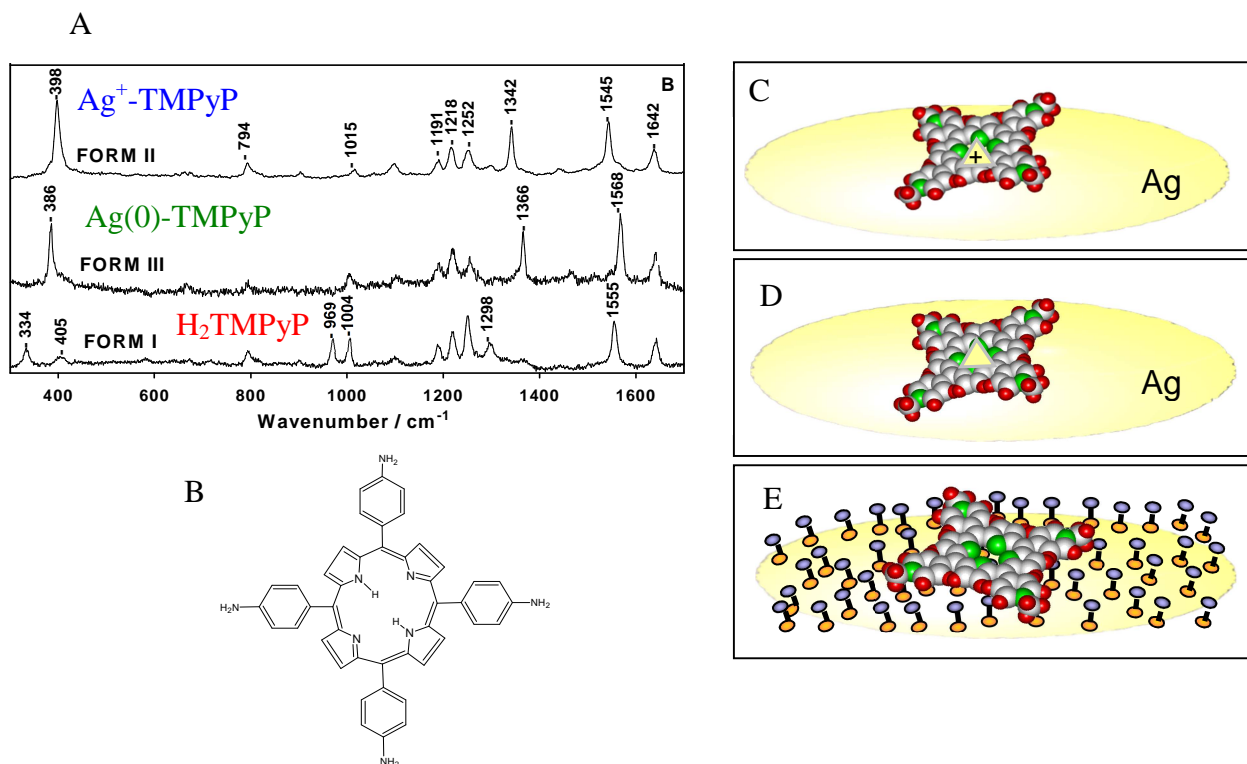 A
B
398
794
1015
1191
1218
1252
1342
1545
1642
Ag⁺-TMPyP
FORM II
386
1366
1568
Ag(0)-TMPyP
FORM III
334
405
969
1004
1298
1555
H₂TMPyP
FORM I
400 600 800 1000 1200 1400 1600
Wavenumber / cm⁻¹
B
NH₂
H₂N
NH₂
NH₂
N
N
H
H
N
N
C
+
Ag
D
Ag
E